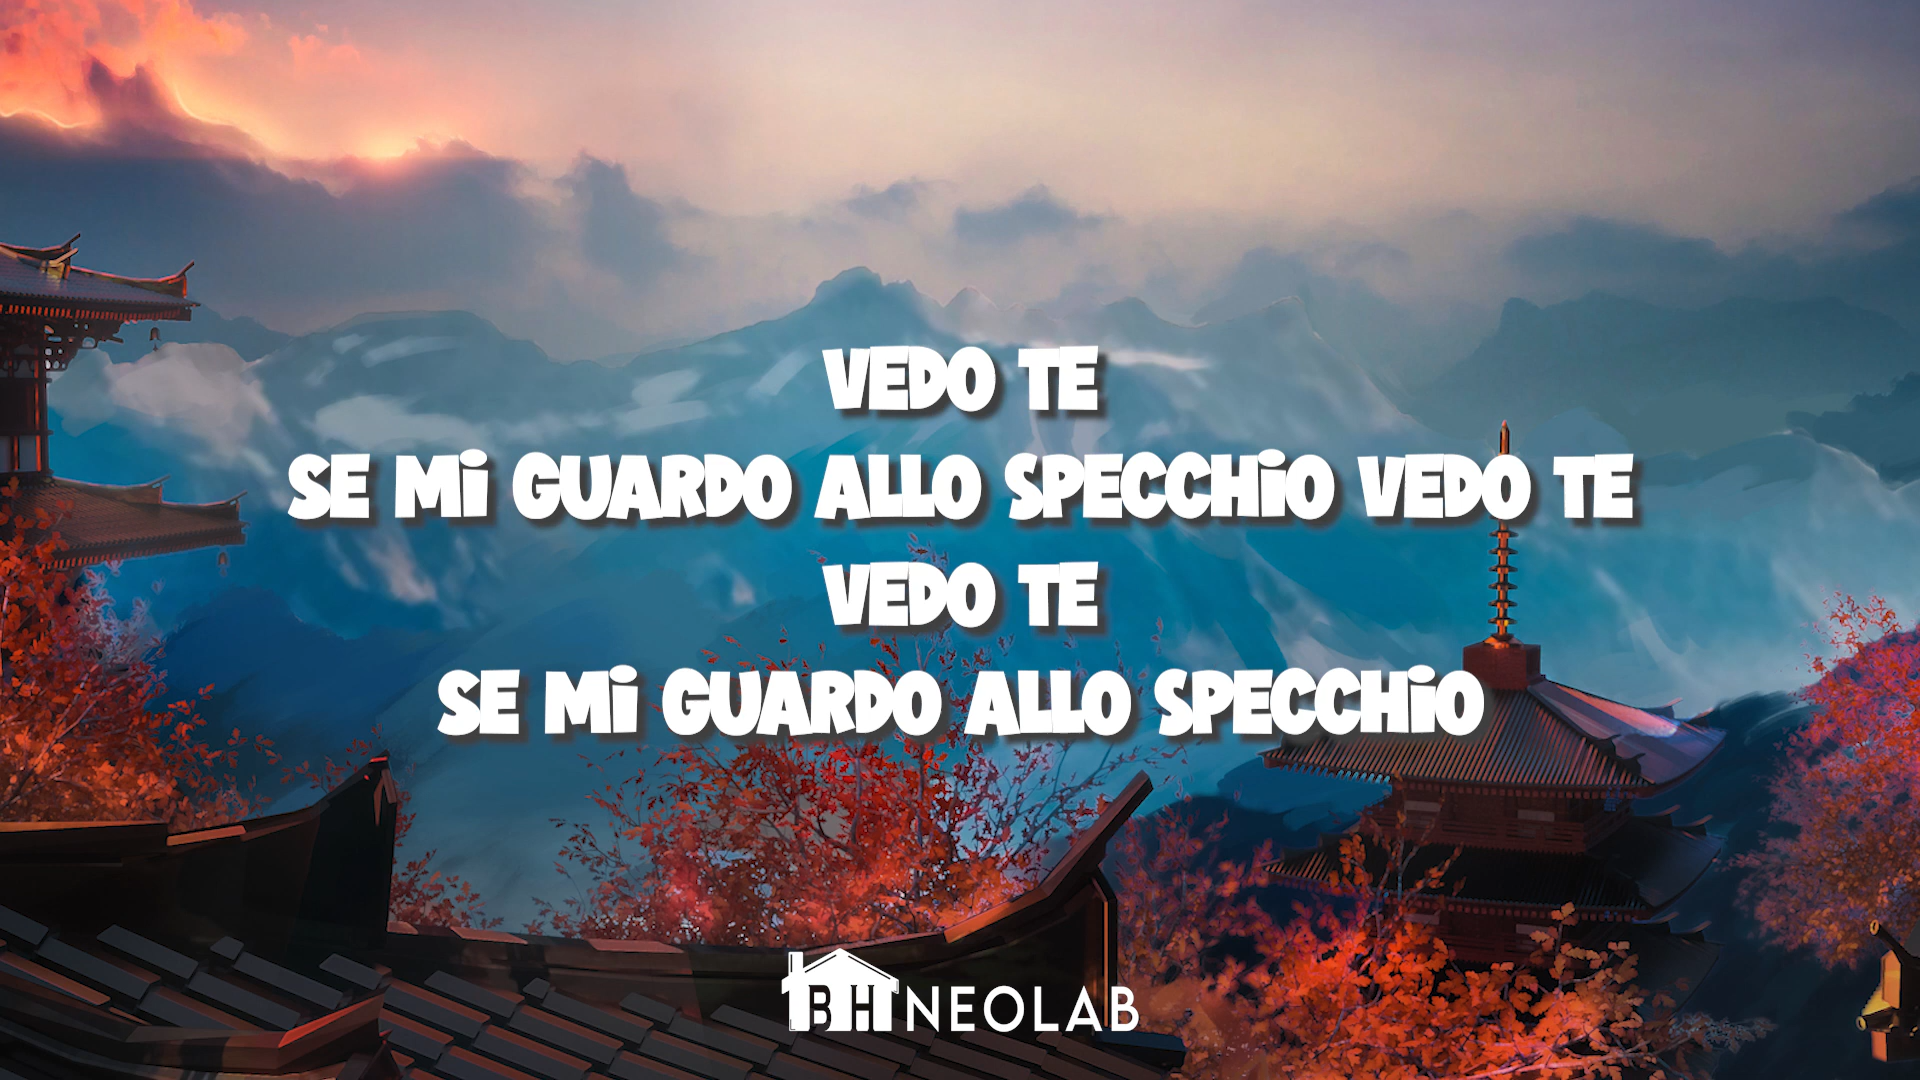 VEDO TE
SE Mi GUARDO ALLO SPECCHiO VEDO TE
VEDO TE
SE Mi GUARDO ALLO SPECCHiO
BH NEOLAB